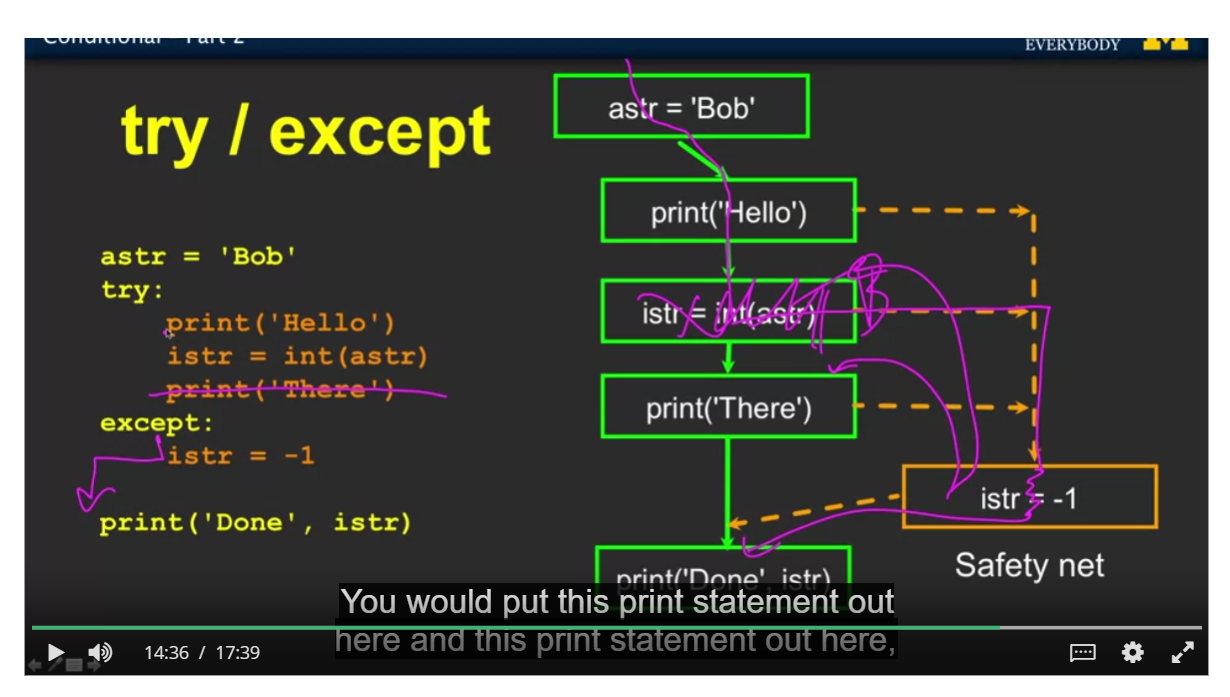 Conditional - Part 2
EVERYBODY
try / except
astr = 'Bob'
try:
print('Hello')
istr = int(astr)
print('There')
except:
istr = -1
print('Done', istr)
astr = 'Bob'
print('Hello')
istr = int(astr)
print('There')
istr = -1
Safety net
print('Done', istr)
You would put this print statement out
here and this print statement out here,
14:36 / 17:39